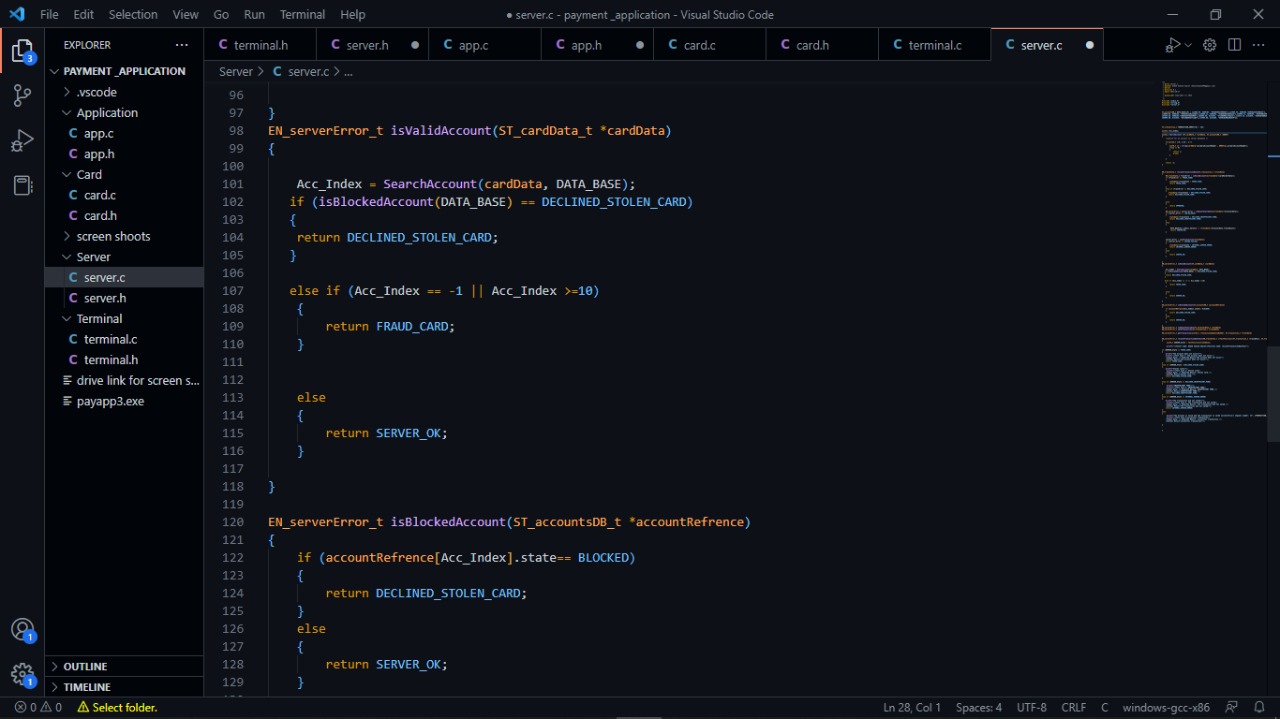 File Edit Selection View Go Run Terminal Help
● server.c - payment _application - Visual Studio Code
EXPLORER ...
C terminal.h
C server.h ●
C app.c
C app.h ●
C card.c
C card.h
C terminal.c
C server.c ●
PAYMENT _APPLICATION
.vscode
Application
C app.c
C app.h
Card
C card.c
C card.h
screen shoots
Server
C server.c
C server.h
Terminal
C terminal.c
C terminal.h
drive link for screen s...
payapp3.exe
OUTLINE
TIMELINE
3
1
1
Server > C server.c > ...
96
97 }
98 EN_serverError_t isValidAccount(ST_cardData_t *cardData)
99 {
100
101 Acc_Index = SearchAccount(cardData, DATA_BASE);
102 if (isBlockedAccount(DATA_BASE) == DECLINED_STOLEN_CARD)
103 {
104 return DECLINED_STOLEN_CARD;
105 }
106
107 else if (Acc_Index == -1 || Acc_Index >=10)
108 {
109 return FRAUD_CARD;
110 }
111
112
113 else
114 {
115 return SERVER_OK;
116 }
117
118 }
119
120 EN_serverError_t isBlockedAccount(ST_accountsDB_t *accountRefrence)
121 {
122 if (accountRefrence[Acc_Index].state== BLOCKED)
123 {
124 return DECLINED_STOLEN_CARD;
125 }
126 else
127 {
128 return SERVER_OK;
129 }
0 0 Select folder.
Ln 28, Col 1 Spaces: 4 UTF-8 CRLF C windows-gcc-x86